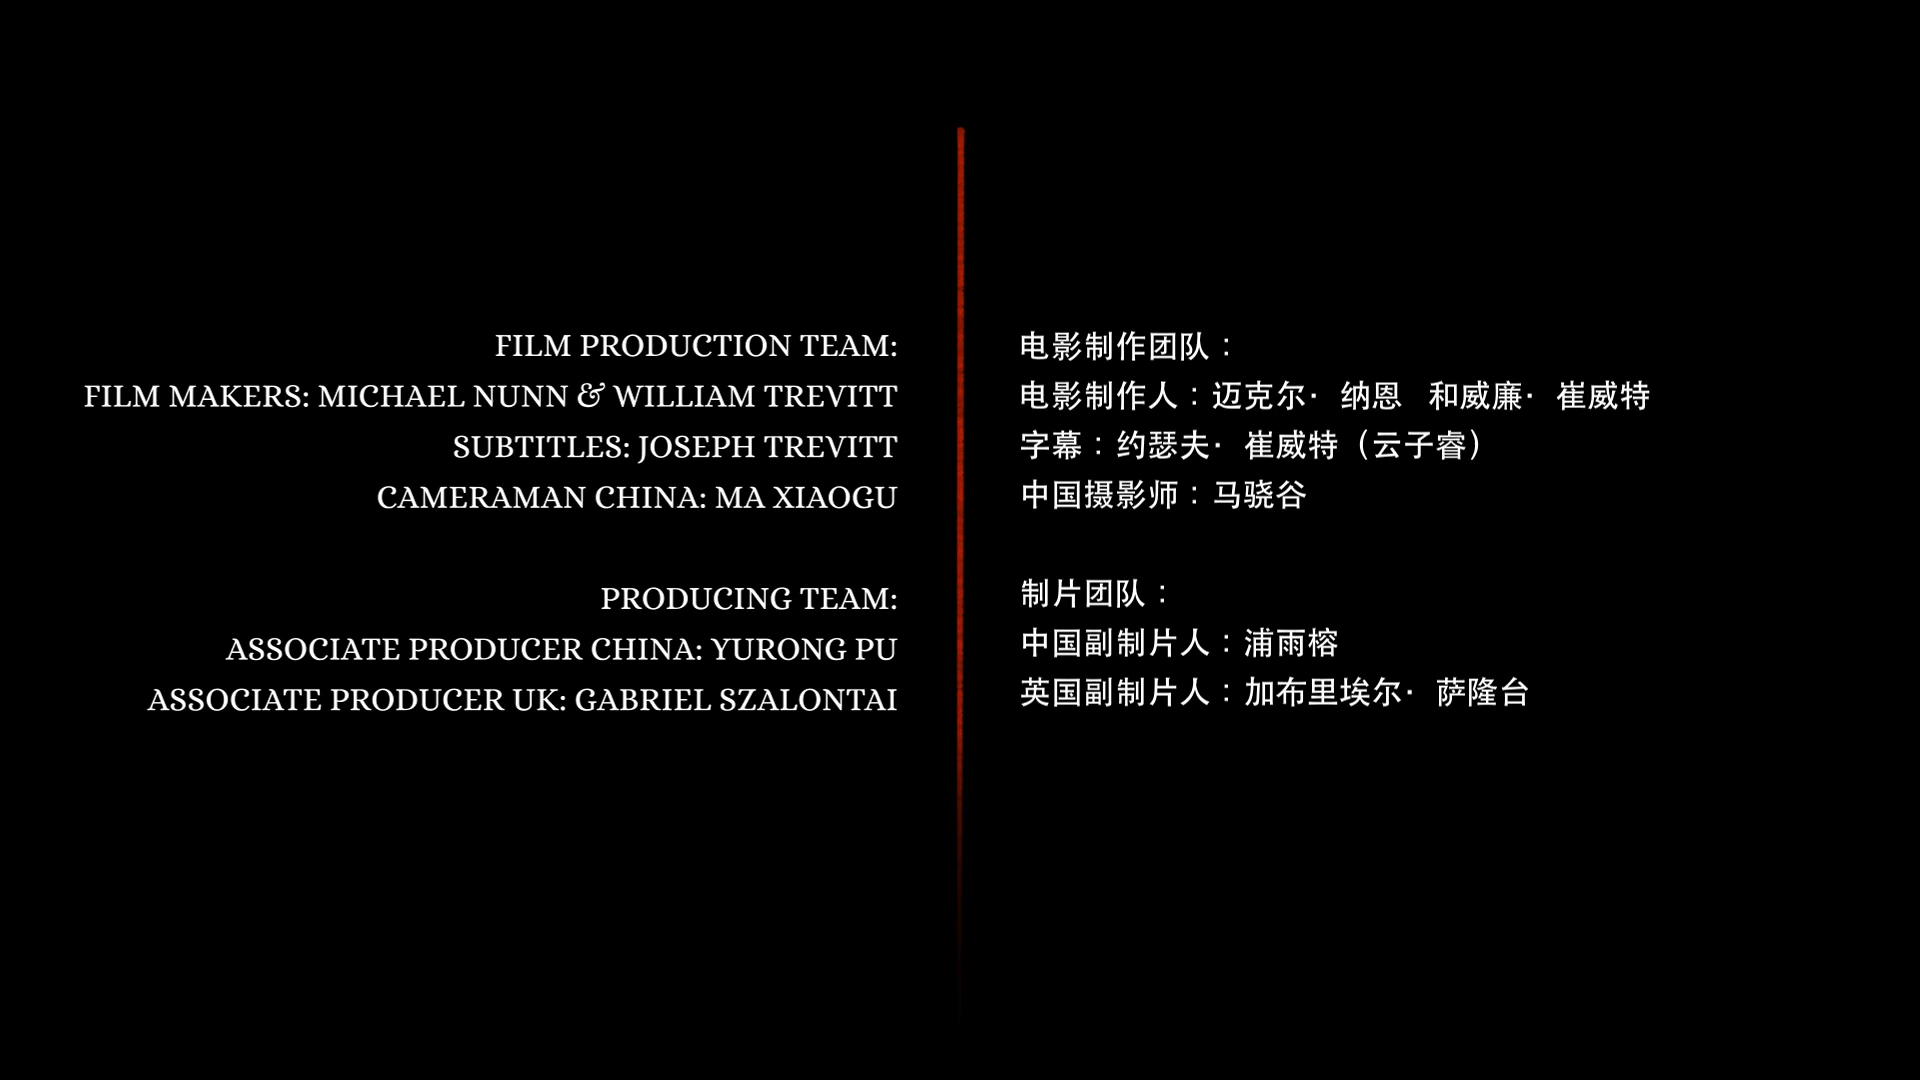 FILM PRODUCTION TEAM:
FILM MAKERS: MICHAEL NUNN & WILLIAM TREVITT
SUBTITLES: JOSEPH TREVITT
CAMERAMAN CHINA: MA XIAOGU
PRODUCING TEAM:
ASSOCIATE PRODUCER CHINA: YURONG PU
ASSOCIATE PRODUCER UK: GABRIEL SZALONTAI
电影制作团队：
电影制作人：迈克尔· 纳恩 和威廉· 崔威特
字幕：约瑟夫· 崔威特（云子睿）
中国摄影师：马骁谷
制片团队：
中国副制片人：浦雨榕
英国副制片人：加布里埃尔· 萨隆台